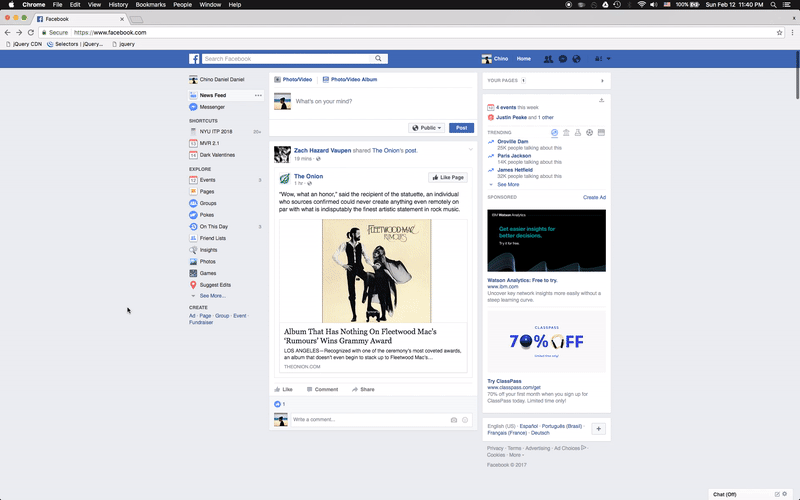 Chrome File Edit View History Bookmarks People Window Help
100% Sun Feb 12 11:40 PM
Facebook
Chino
Secure https://www.facebook.com
jQuery CDN Selectors | jQuery... jquery
Search Facebook
Chino Home
Chino Daniel Daniel
News Feed
Messenger
SHORTCUTS
NYU ITP 2018 20+
MVR 2.1
Dark Valentines
EXPLORE
Events
Pages
Groups
Pokes
On This Day
Friend Lists
Insights
Photos
Games
Suggest Edits
See More...
CREATE
Ad · Page · Group · Event ·
Fundraiser
Photo/Video Photo/Video Album
What's on your mind?
Public Post
Zach Hazard Vaupen shared The Onion's post.
19 mins ·
The Onion
1 hr ·
Like Page
"Wow, what an honor," said the recipient of the statuette, an individual
who sources confirmed could never create anything even remotely on
par with what is indisputably the finest artistic statement in rock music.
FLEETWOOD MAC
RUMOURS
Album That Has Nothing On Fleetwood Mac's
'Rumours' Wins Grammy Award
LOS ANGELES—Recognized with one of the ceremony's most coveted awards,
an album that doesn't even begin to stack up to Fleetwood Mac's...
THEONION.COM
Like Comment Share
1
Write a comment...
YOUR PAGES 1
4 events this week
Justin Peake and 1 other
TRENDING
Oroville Dam
28K people talking about this
Paris Jackson
14K people talking about this
James Hetfield
32K people talking about this
See More
SPONSORED Create Ad
IBM Watson Analytics
Get easier insights for
better decisions.
Try it for free.
Watson Analytics: Free to try.
www.ibm.com
Uncover key network insights more easily without a
steep learning curve.
CLASSPASS
70% OFF
Limited time only!
Try ClassPass
www.classpass.com/get
70% off your first month when you sign up for
ClassPass today. Limited time only!
English (US) · Español · Português (Brasil) ·
Français (France) · Deutsch
Privacy · Terms · Advertising · Ad Choices
Cookies · More
Facebook © 2017
Chat (Off)